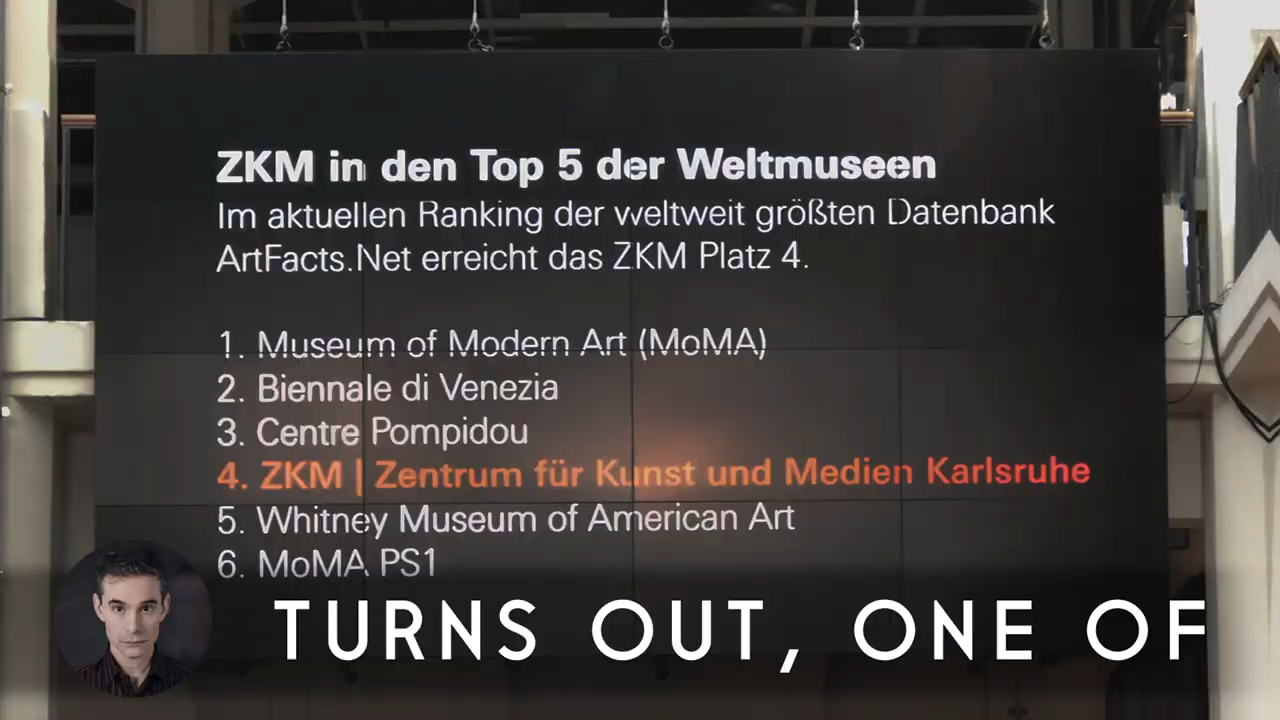 ZKM in den Top 5 der Weltmuseen
Im aktuellen Ranking der weltweit größten Datenbank
ArtFacts.Net erreicht das ZKM Platz 4.
1. Museum of Modern Art (MoMA)
2. Biennale di Venezia
3. Centre Pompidou
4. ZKM | Zentrum für Kunst und Medien Karlsruhe
5. Whitney Museum of American Art
6. MoMA PS1
TURNS OUT, ONE OF